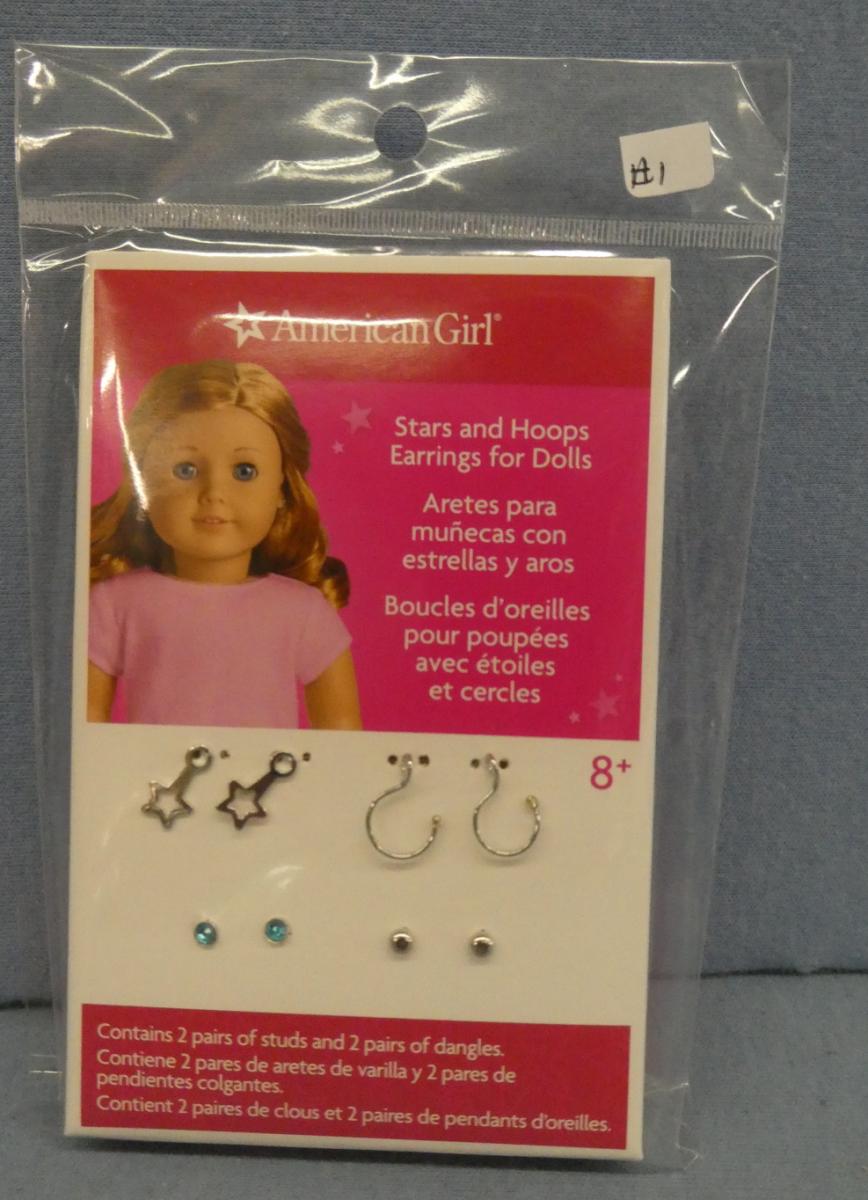 #1
American Girl®
Stars and Hoops
Earrings for Dolls
Aretes para
muñecas con
estrellas y aros
Boucles d'oreilles
pour poupées
avec étoiles
et cercles
8+
Contains 2 pairs of studs and 2 pairs of dangles.
Contiene 2 pares de aretes de varilla y 2 pares de
pendientes colgantes.
Contient 2 paires de clous et 2 paires de pendants d'oreilles.